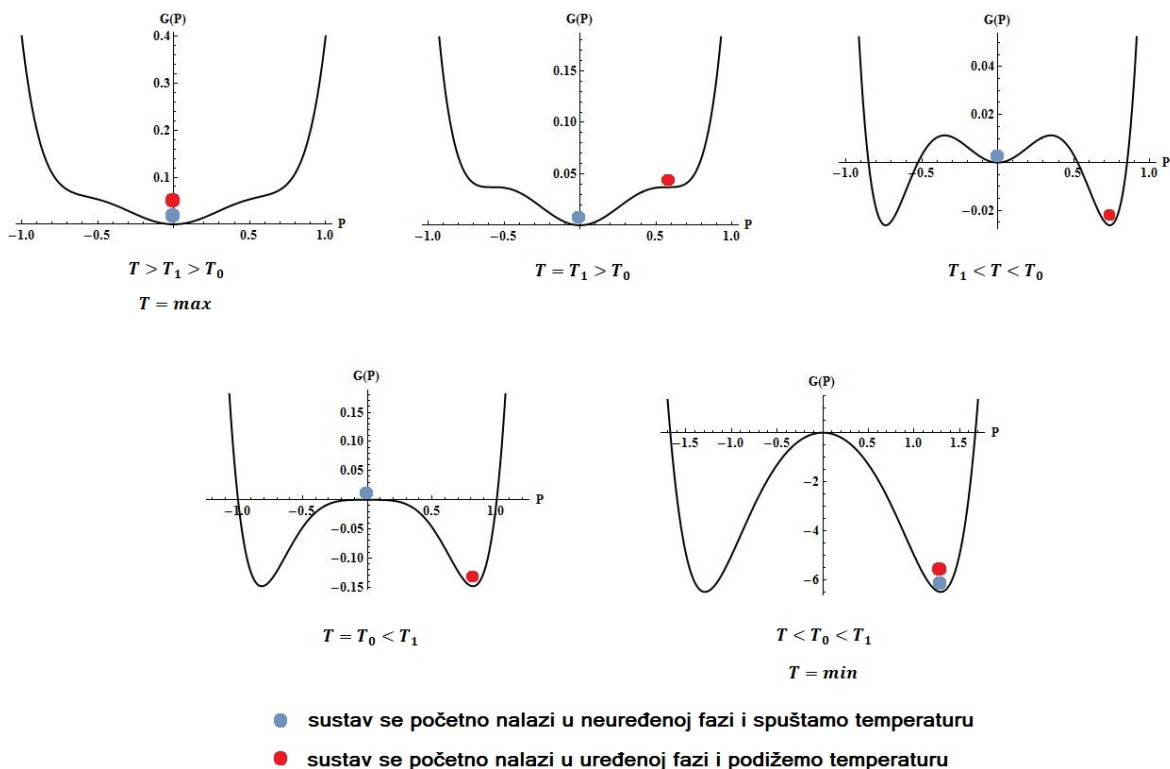 G(P)
0.4
0.3
0.2
0.1
−1.0 −0.5 0.5 1.0 P
T > T₁ > T₀
T = max
G(P)
0.15
0.10
0.05
−1.0 −0.5 0.5 1.0 P
T = T₁ > T₀
G(P)
0.04
0.02
−1.0 −0.5 0.5 1.0 P
−0.02
T₁ < T < T₀
G(P)
0.15
0.10
0.05
−1.0 −0.5 0.5 1.0 P
−0.05
−0.10
−0.15
T = T₀ < T₁
G(P)
−1.5 −1.0 −0.5 0.5 1.0 1.5 P
−2
−4
−6
T < T₀ < T₁
T = min
sustav se početno nalazi u neuređenoj fazi i spuštamo temperaturu
sustav se početno nalazi u uređenoj fazi i podižemo temperaturu